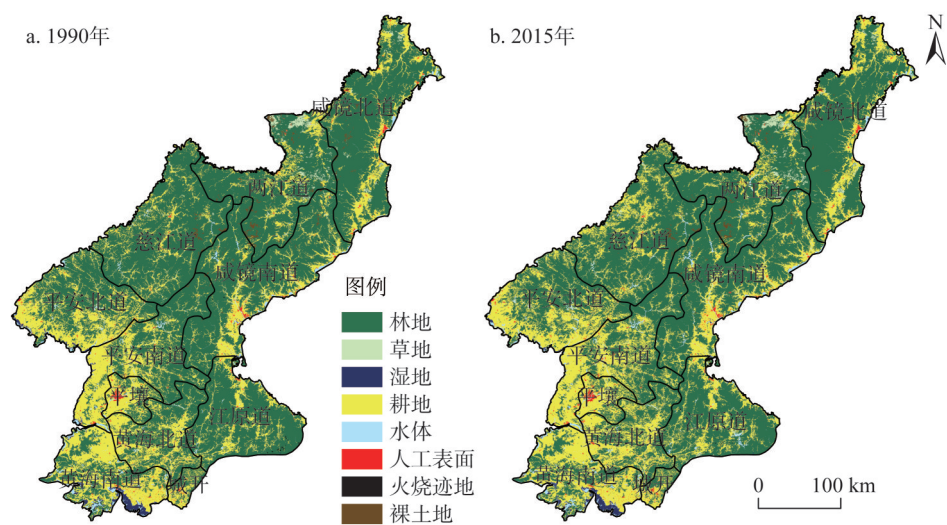 a. 1990年
b. 2015年
N
咸镜北道
两江道
慈江道
咸镜南道
平安北道
平安南道
平壤
江原道
黄海北道
黄海南道
开
咸镜北道
两江道
慈江道
咸镜南道
平安北道
平安南道
平壤
江原道
黄海北道
黄海南道
开
图例
林地
草地
湿地
耕地
水体
人工表面
火烧迹地
裸土地
0 100 km